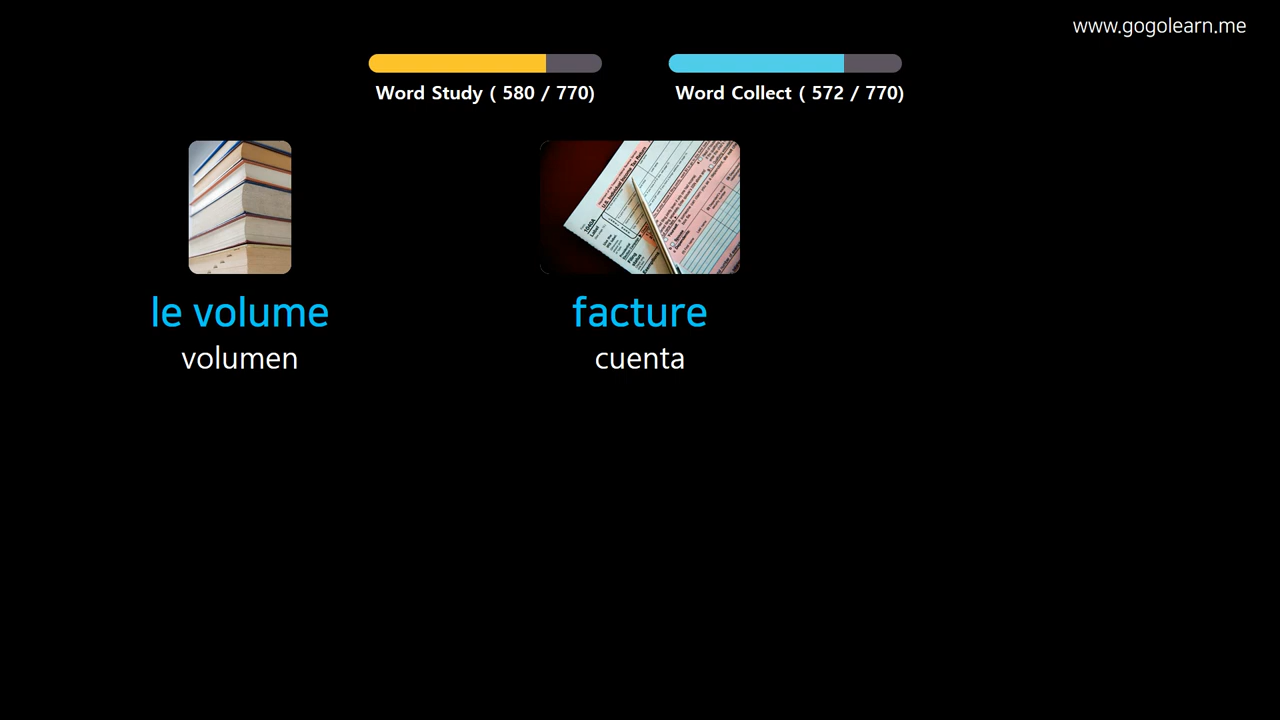 www.gogolearn.me
Word Study ( 580 / 770)
Word Collect ( 572 / 770)
le volume
volumen
facture
cuenta